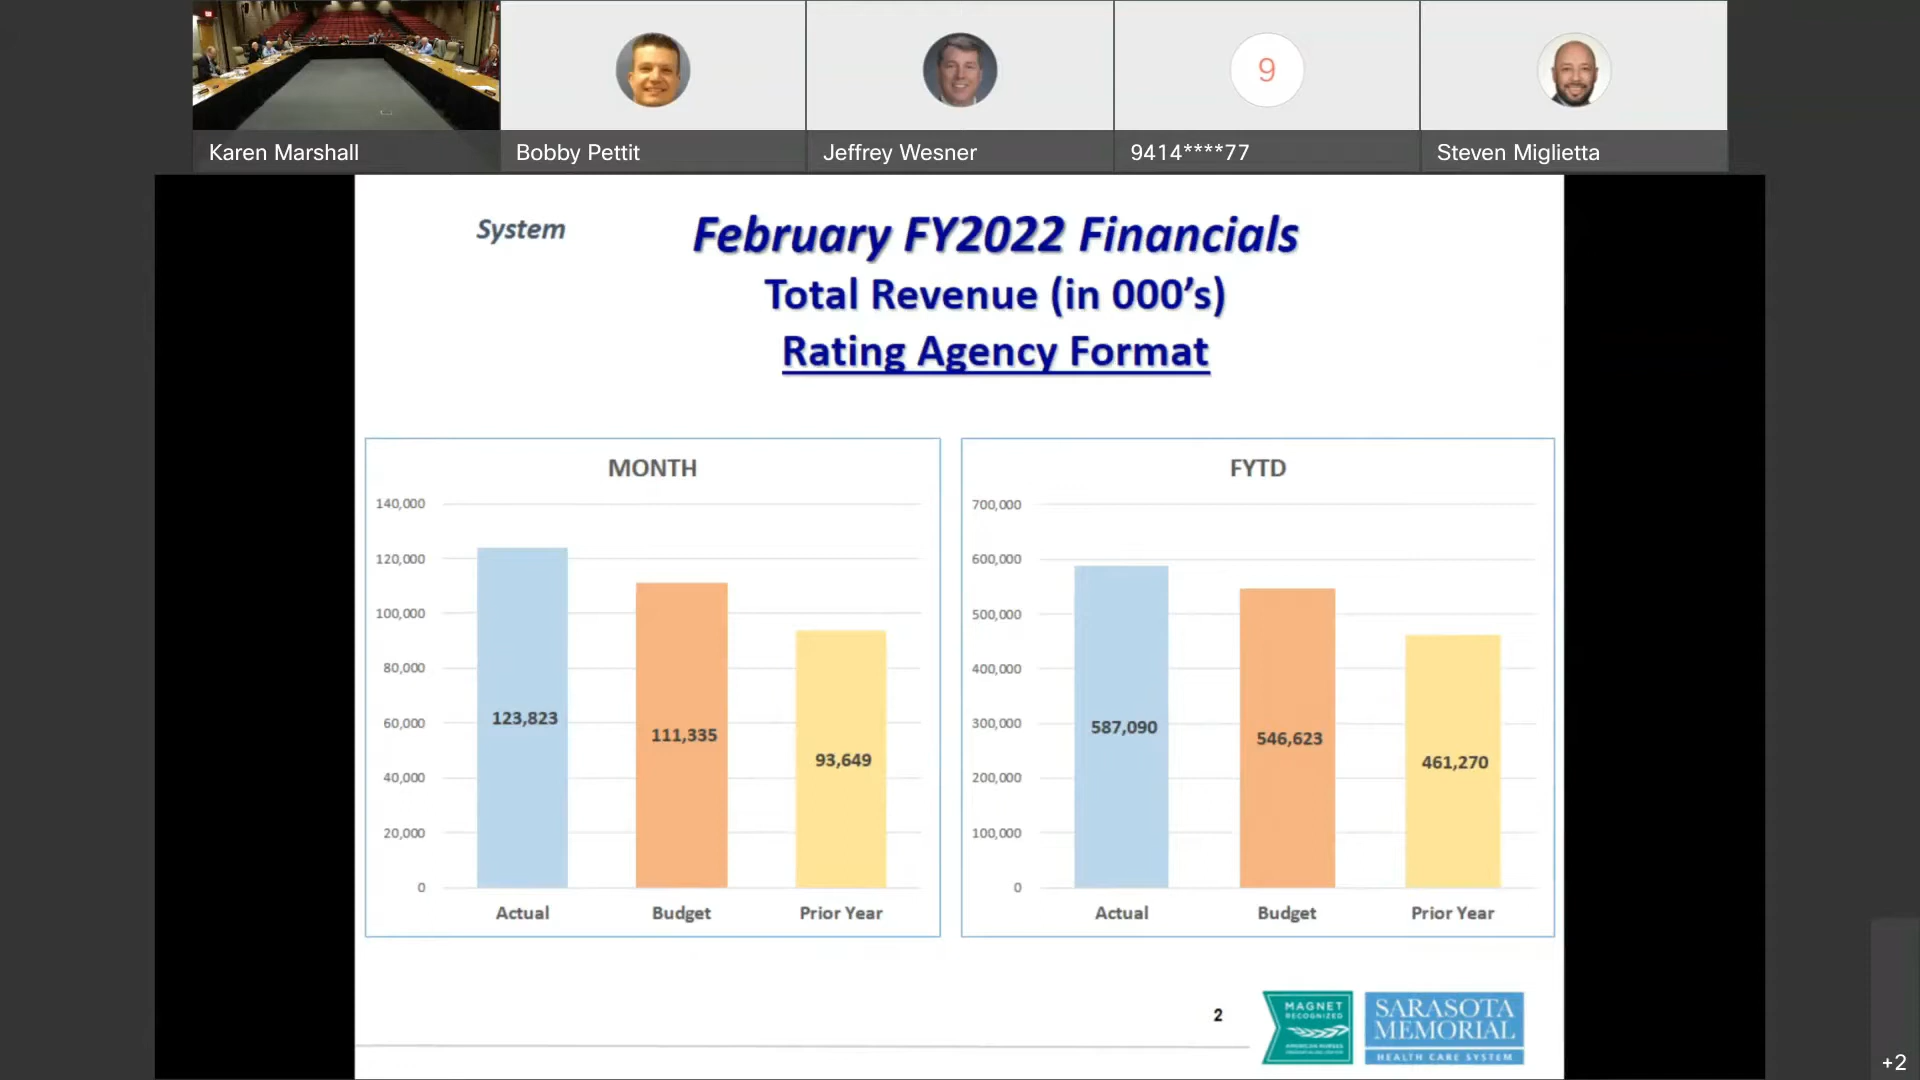 9
Karen Marshall
Bobby Pettit
Jeffrey Wesner
9414****77
Steven Miglietta
System
February FY2022 Financials
Total Revenue (in 000’s)
Rating Agency Format
MONTH
140,000
120,000
100,000
80,000
60,000
40,000
20,000
0
123,823
111,335
93,649
Actual
Budget
Prior Year
FYTD
700,000
600,000
500,000
400,000
300,000
200,000
100,000
0
587,090
546,623
461,270
Actual
Budget
Prior Year
2
MAGNET
RECOGNIZED
AMERICAN NURSES
SARASOTA
MEMORIAL
HEALTH CARE SYSTEM
+2